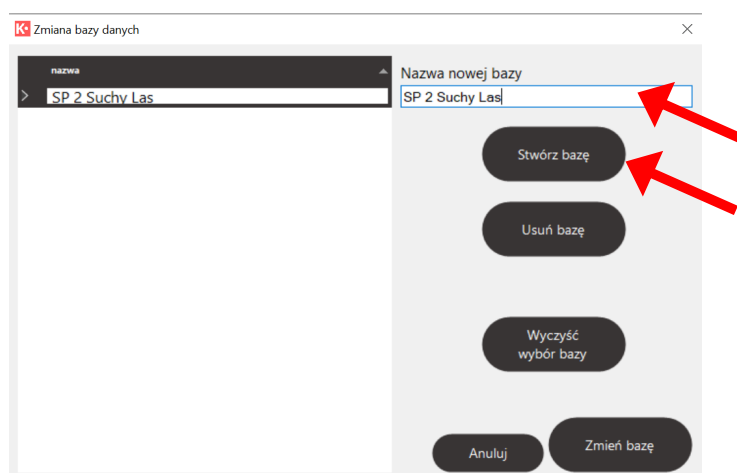 Zmiana bazy danych
nazwa
SP 2 Suchy Las
Nazwa nowej bazy
SP 2 Suchy Las
Stwórz bazę
Usuń bazę
Wyczyść
wybór bazy
Anuluj
Zmień bazę